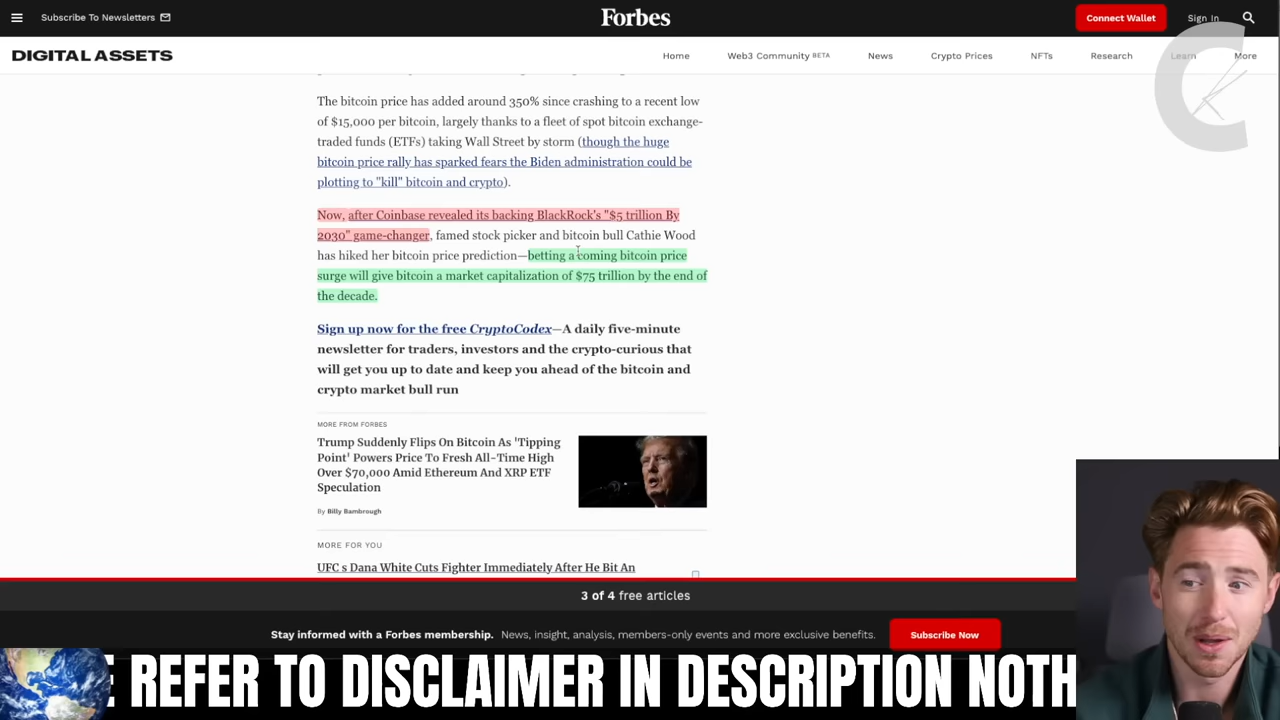 Subscribe To Newsletters
Forbes
Connect Wallet
Sign In
DIGITAL ASSETS
Home
Web3 Community BETA
News
Crypto Prices
NFTs
Research
Learn
More
The bitcoin price has added around 350% since crashing to a recent low
of $15,000 per bitcoin, largely thanks to a fleet of spot bitcoin exchange-
traded funds (ETFs) taking Wall Street by storm (though the huge
bitcoin price rally has sparked fears the Biden administration could be
plotting to "kill" bitcoin and crypto).
Now, after Coinbase revealed its backing BlackRock's "$5 trillion By
2030" game-changer, famed stock picker and bitcoin bull Cathie Wood
has hiked her bitcoin price prediction—betting a coming bitcoin price
surge will give bitcoin a market capitalization of $75 trillion by the end of
the decade.
Sign up now for the free CryptoCodex—A daily five-minute
newsletter for traders, investors and the crypto-curious that
will get you up to date and keep you ahead of the bitcoin and
crypto market bull run
MORE FROM FORBES
Trump Suddenly Flips On Bitcoin As 'Tipping
Point' Powers Price To Fresh All-Time High
Over $70,000 Amid Ethereum And XRP ETF
Speculation
By Billy Bambrough
MORE FOR YOU
UFC s Dana White Cuts Fighter Immediately After He Bit An
3 of 4 free articles
Stay informed with a Forbes membership. News, insight, analysis, members-only events and more exclusive benefits.
Subscribe Now
REFER TO DISCLAIMER IN DESCRIPTION NOTH